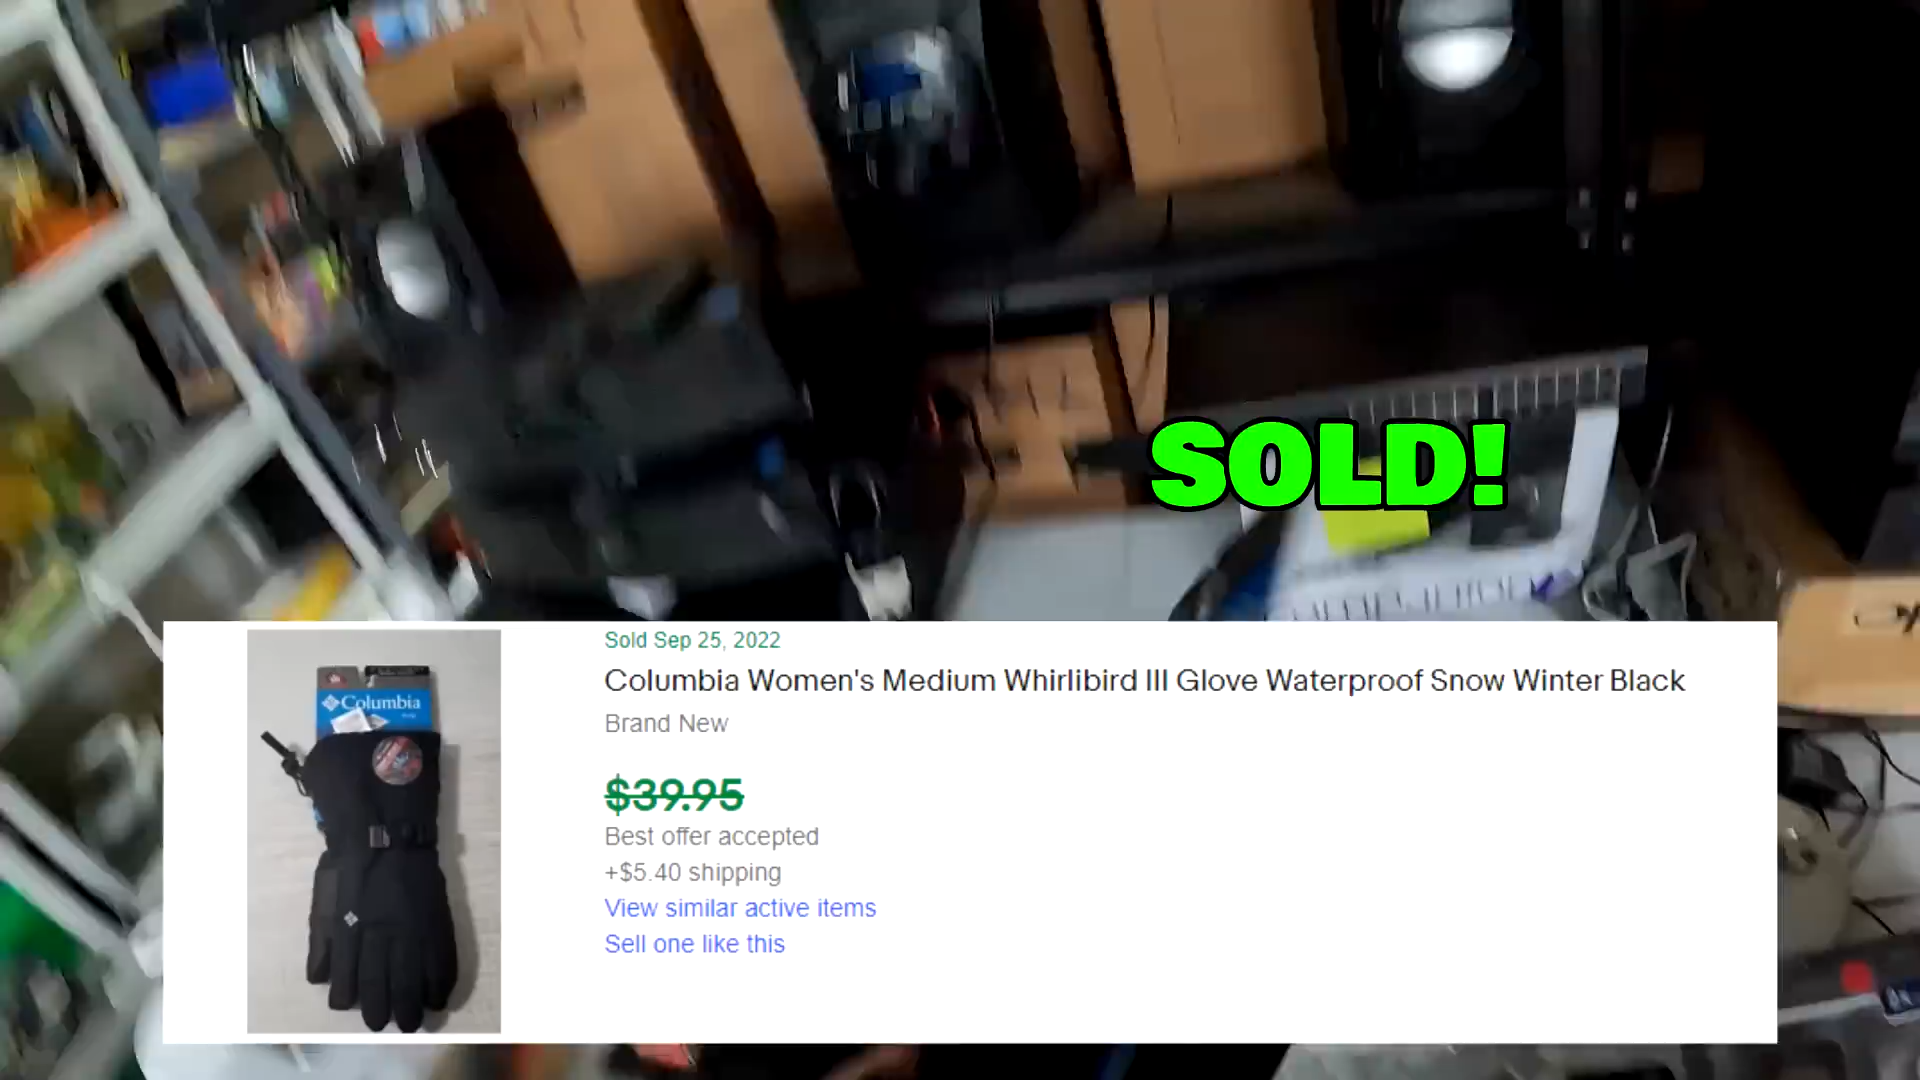 SOLD!
Sold Sep 25, 2022
Columbia Women's Medium Whirlibird III Glove Waterproof Snow Winter Black
Columbia
Brand New
$39.95
Best offer accepted
+$5.40 shipping
View similar active items
Sell one like this